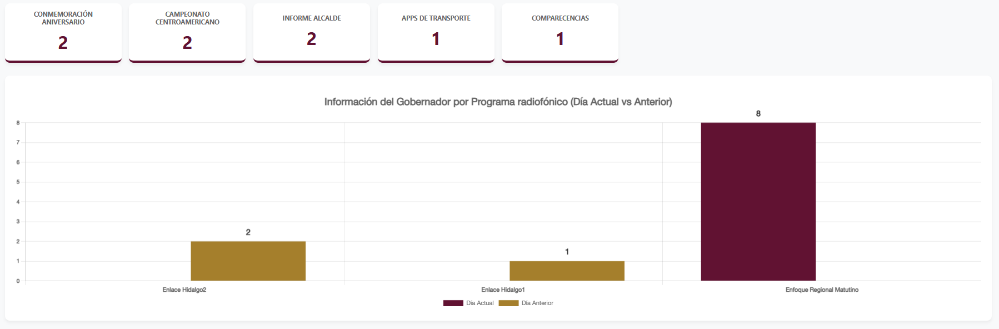 CONMEMORACIÓN
ANIVERSARIO
2
CAMPEONATO
CENTROAMERICANO
2
INFORME ALCALDE
2
APPS DE TRANSPORTE
1
COMPARECENCIAS
1
Información del Gobernador por Programa radiofónico (Día Actual vs Anterior)
8
7
6
5
4
3
2
1
0
2
1
8
Enlace Hidalgo2
Enlace Hidalgo1
Enfoque Regional Matutino
Día Actual
Día Anterior